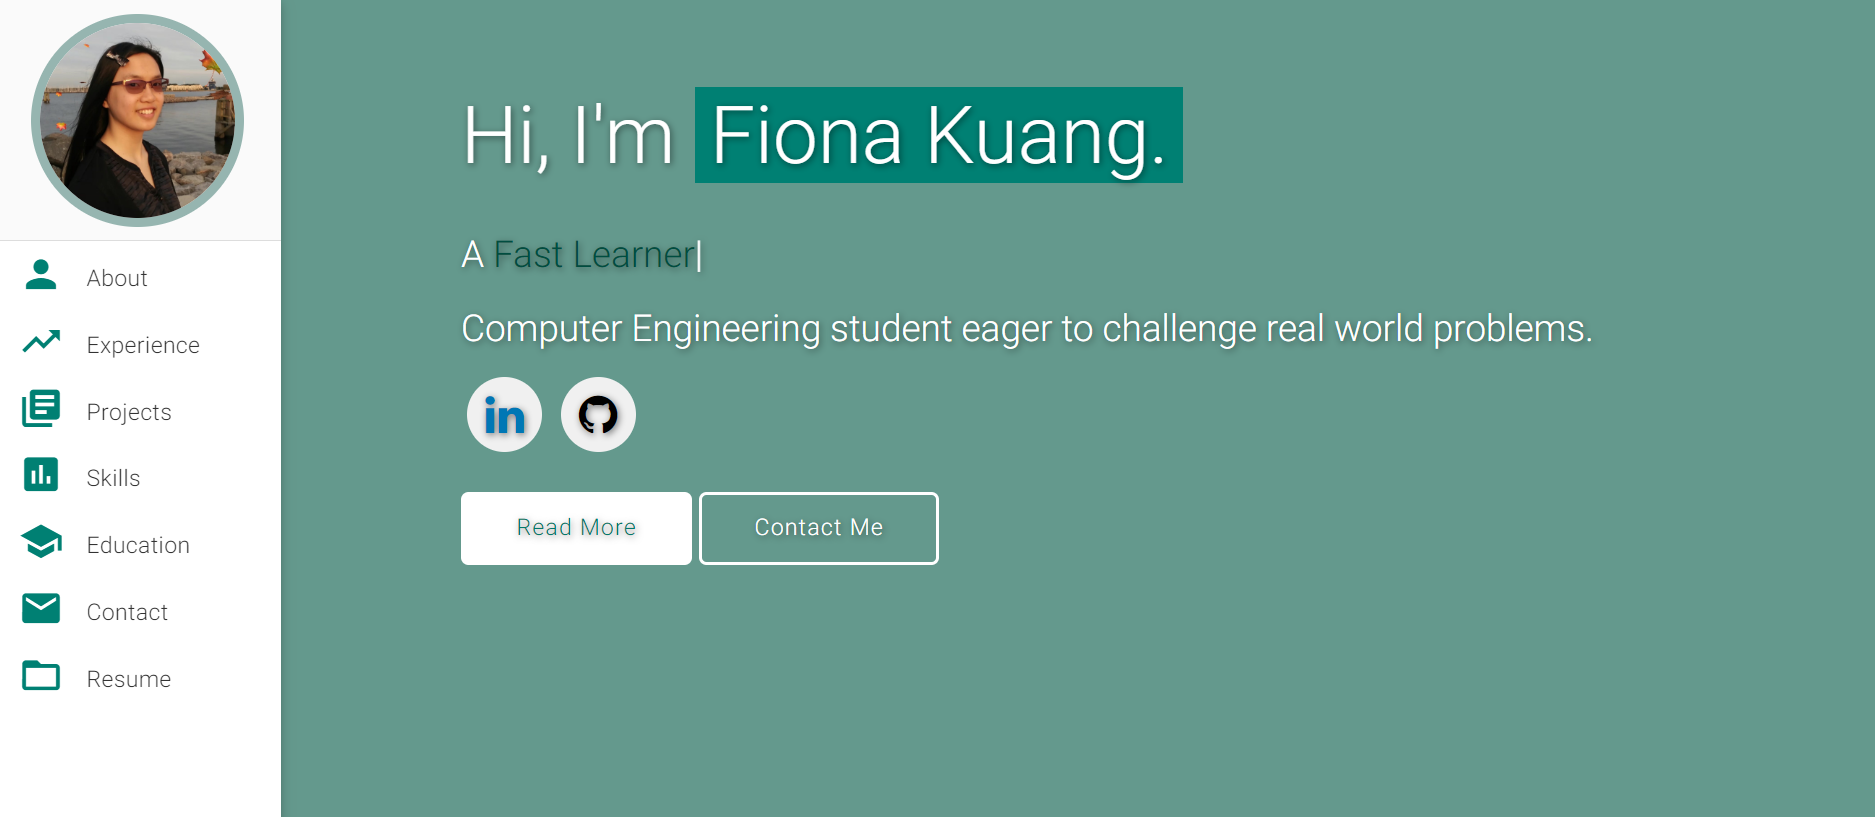 About
Experience
Projects
Skills
Education
Contact
Resume
Hi, I'm Fiona Kuang.
A Fast Learner|
Computer Engineering student eager to challenge real world problems.
in
Read More
Contact Me